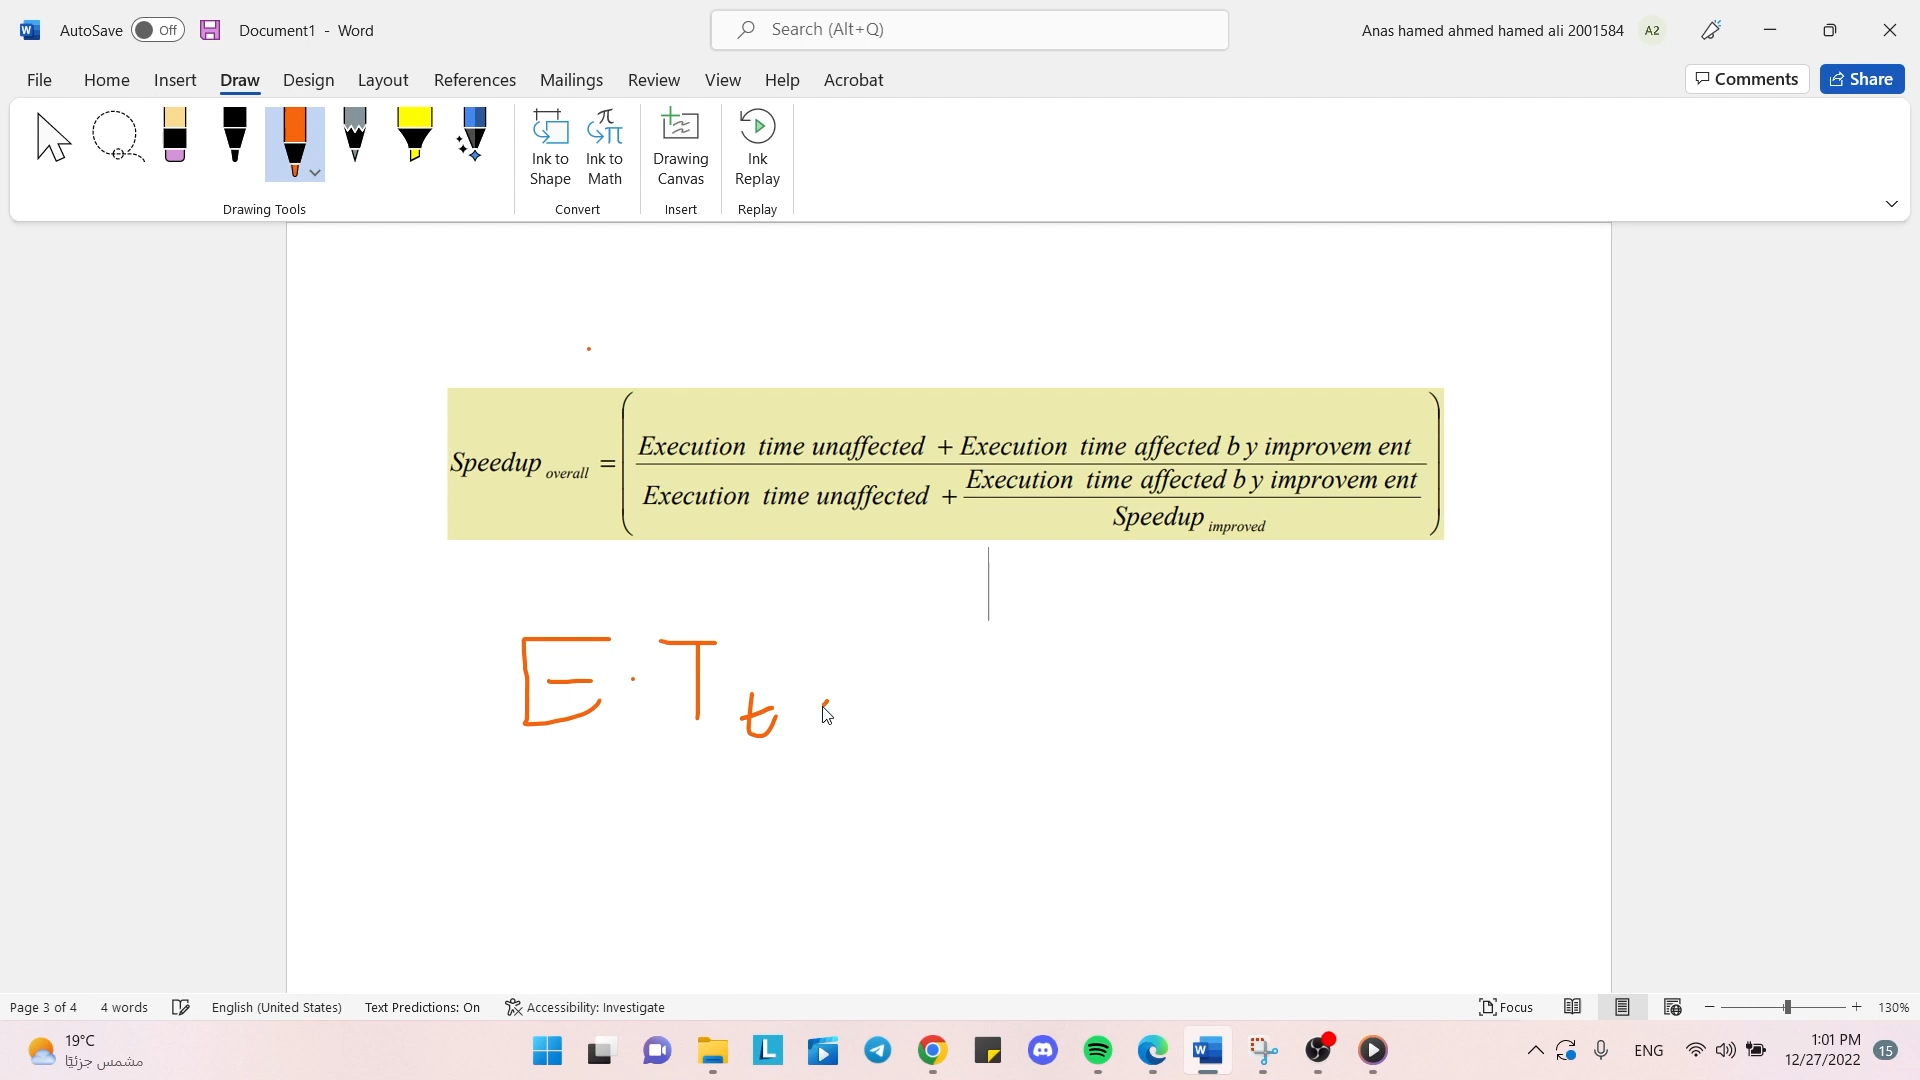 AutoSave Off Document1 - Word Search (Alt+Q) Anas hamed ahmed hamed ali 2001584 A2
File Home Insert Draw Design Layout References Mailings Review View Help Acrobat Comments Share
Ink to Shape
Ink to Math
Drawing Canvas
Ink Replay
Drawing Tools Convert Insert Replay
Speedup overall = ( Execution time unaffected + Execution time affected b y improvem ent
Execution time unaffected + Execution time affected b y improvem ent
Speedup improved )
E . T t
Page 3 of 4 4 words English (United States) Text Predictions: On Accessibility: Investigate Focus 130%
19°C
مشمس جزئيًا
ENG 1:01 PM
12/27/2022 15